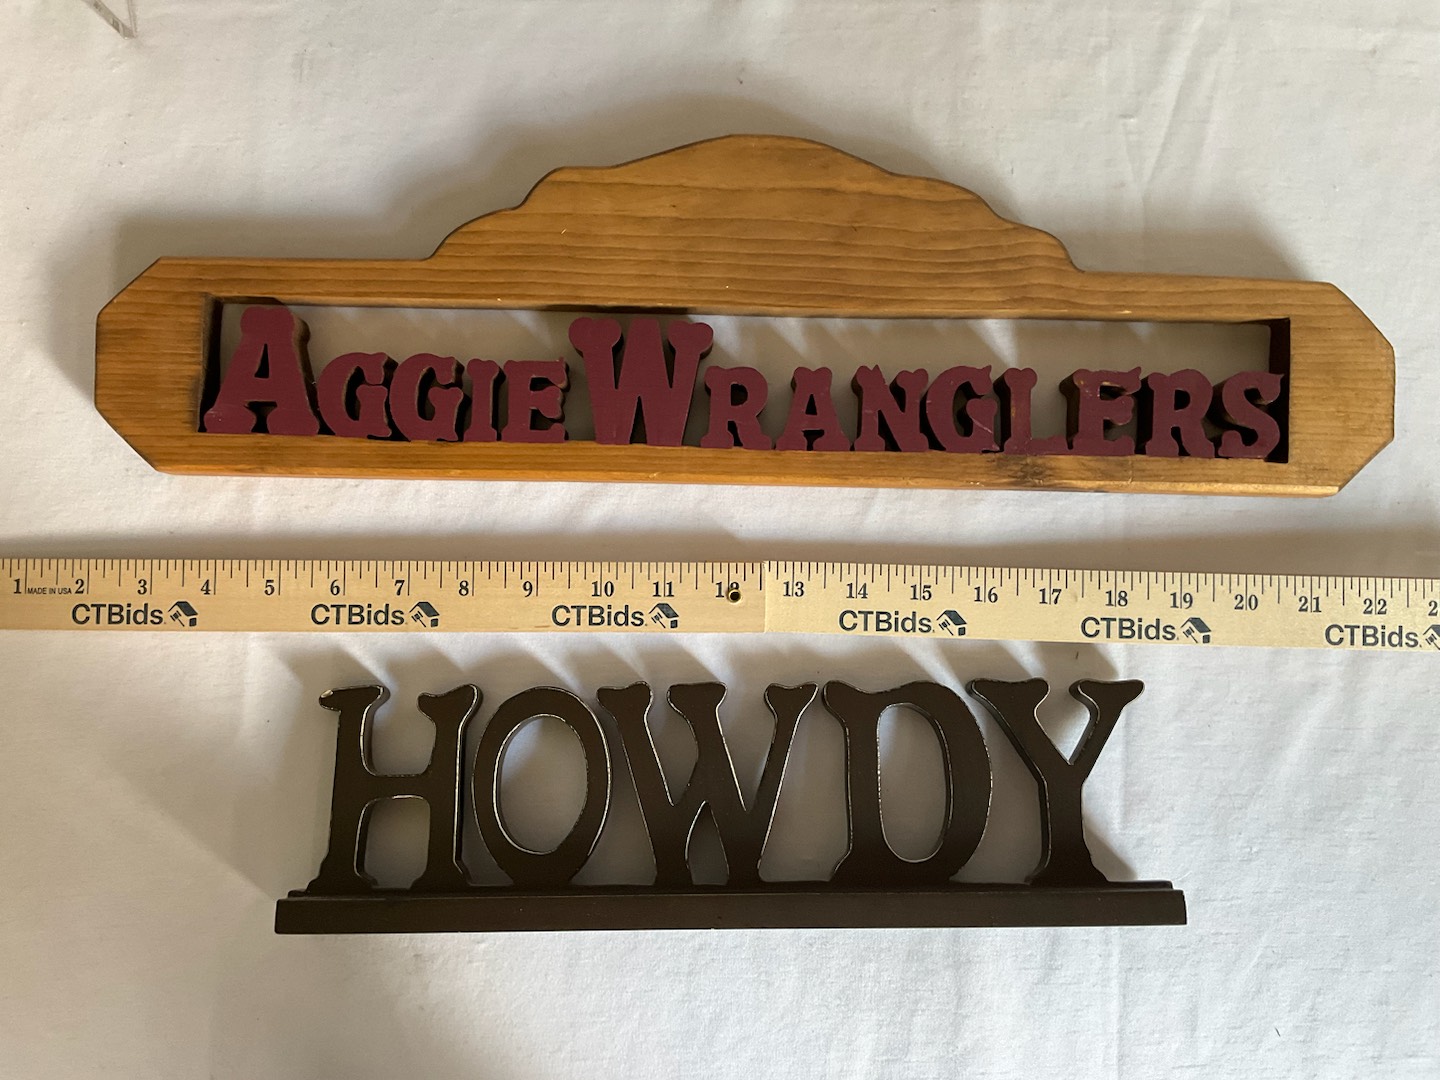 AGGIE WRANGLERS
1 MADE IN USA 2 3 4 5 6 7 8 9 10 11 12 13 14 15 16 17 18 19 20 21 22 2
CTBids. CTBids. CTBids. CTBids. CTBids. CTBids.
HOWDY